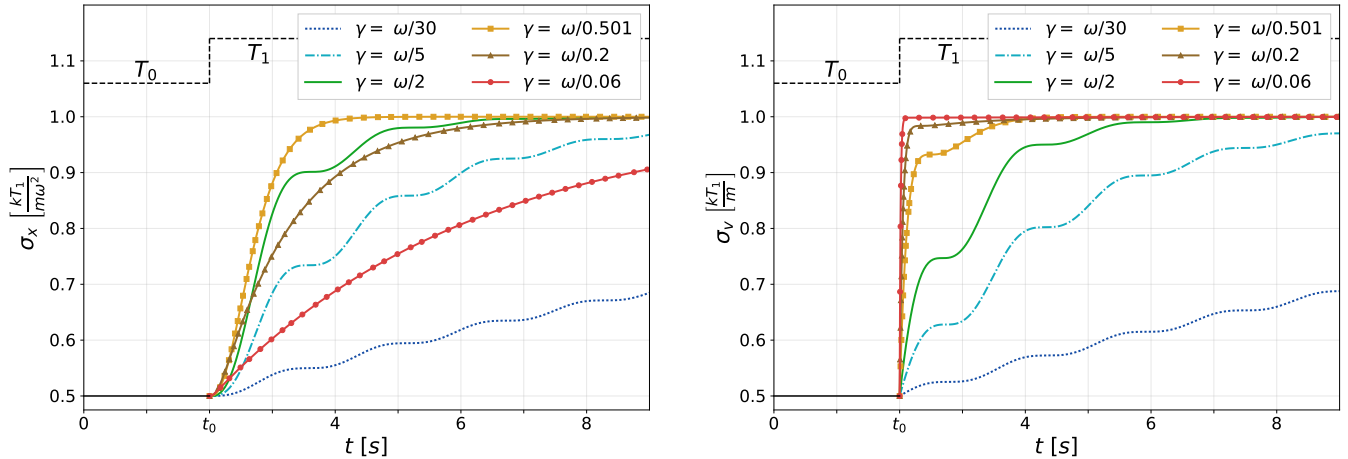 γ = ω/30
γ = ω/5
γ = ω/2
γ = ω/0.501
γ = ω/0.2
γ = ω/0.06
T₀
T₁
1.1
1.0
0.9
0.8
0.7
0.6
0.5
σₓ [kT₁/mω²]
0
t₀
4
6
8
t [s]
γ = ω/30
γ = ω/5
γ = ω/2
γ = ω/0.501
γ = ω/0.2
γ = ω/0.06
T₀
T₁
1.1
1.0
0.9
0.8
0.7
0.6
0.5
σᵥ [kT₁/m]
0
t₀
4
6
8
t [s]